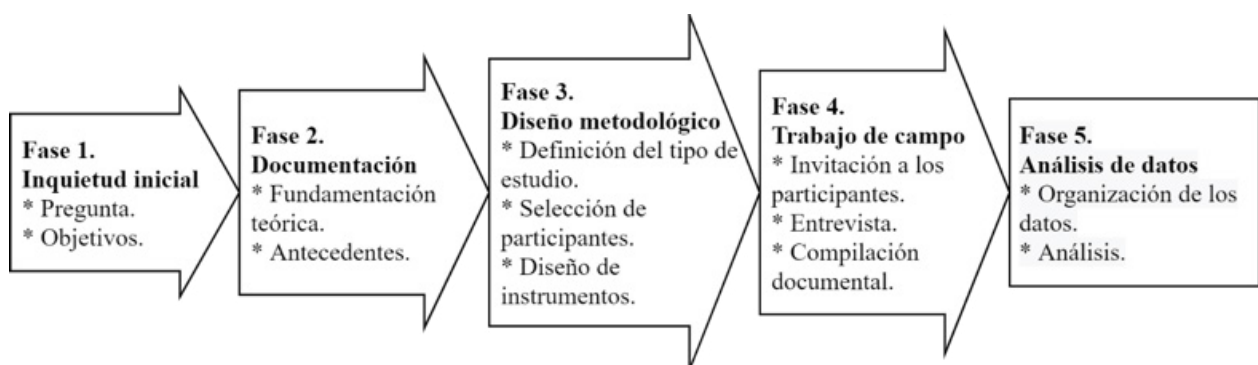 Fase 1.
Inquietud inicial
* Pregunta.
* Objetivos.
Fase 2.
Documentación
* Fundamentación
teórica.
* Antecedentes.
Fase 3.
Diseño metodológico
* Definición del tipo de
estudio.
* Selección de
participantes.
* Diseño de
instrumentos.
Fase 4.
Trabajo de campo
* Invitación a los
participantes.
* Entrevista.
* Compilación
documental.
Fase 5.
Análisis de datos
* Organización de los
datos.
* Análisis.